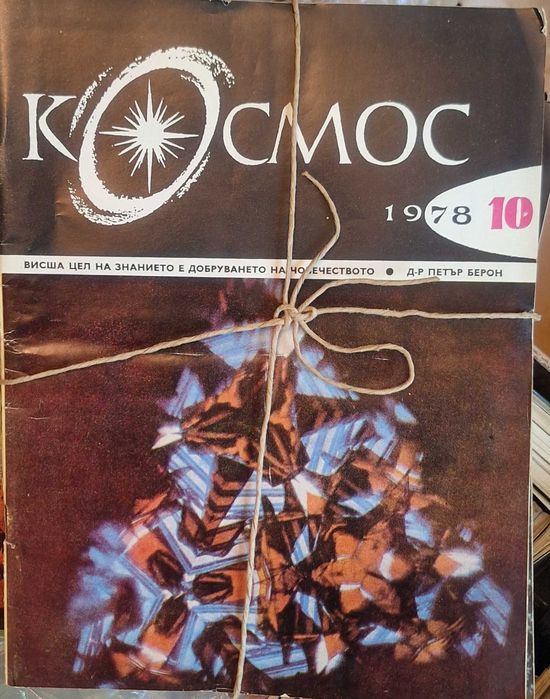 КОСМОС
1978 10
ВИСША ЦЕЛ НА ЗНАНИЕТО Е ДОБРУВАНЕТО НА ЧОВЕЧЕСТВОТО ● Д-Р ПЕТЪР БЕРОН